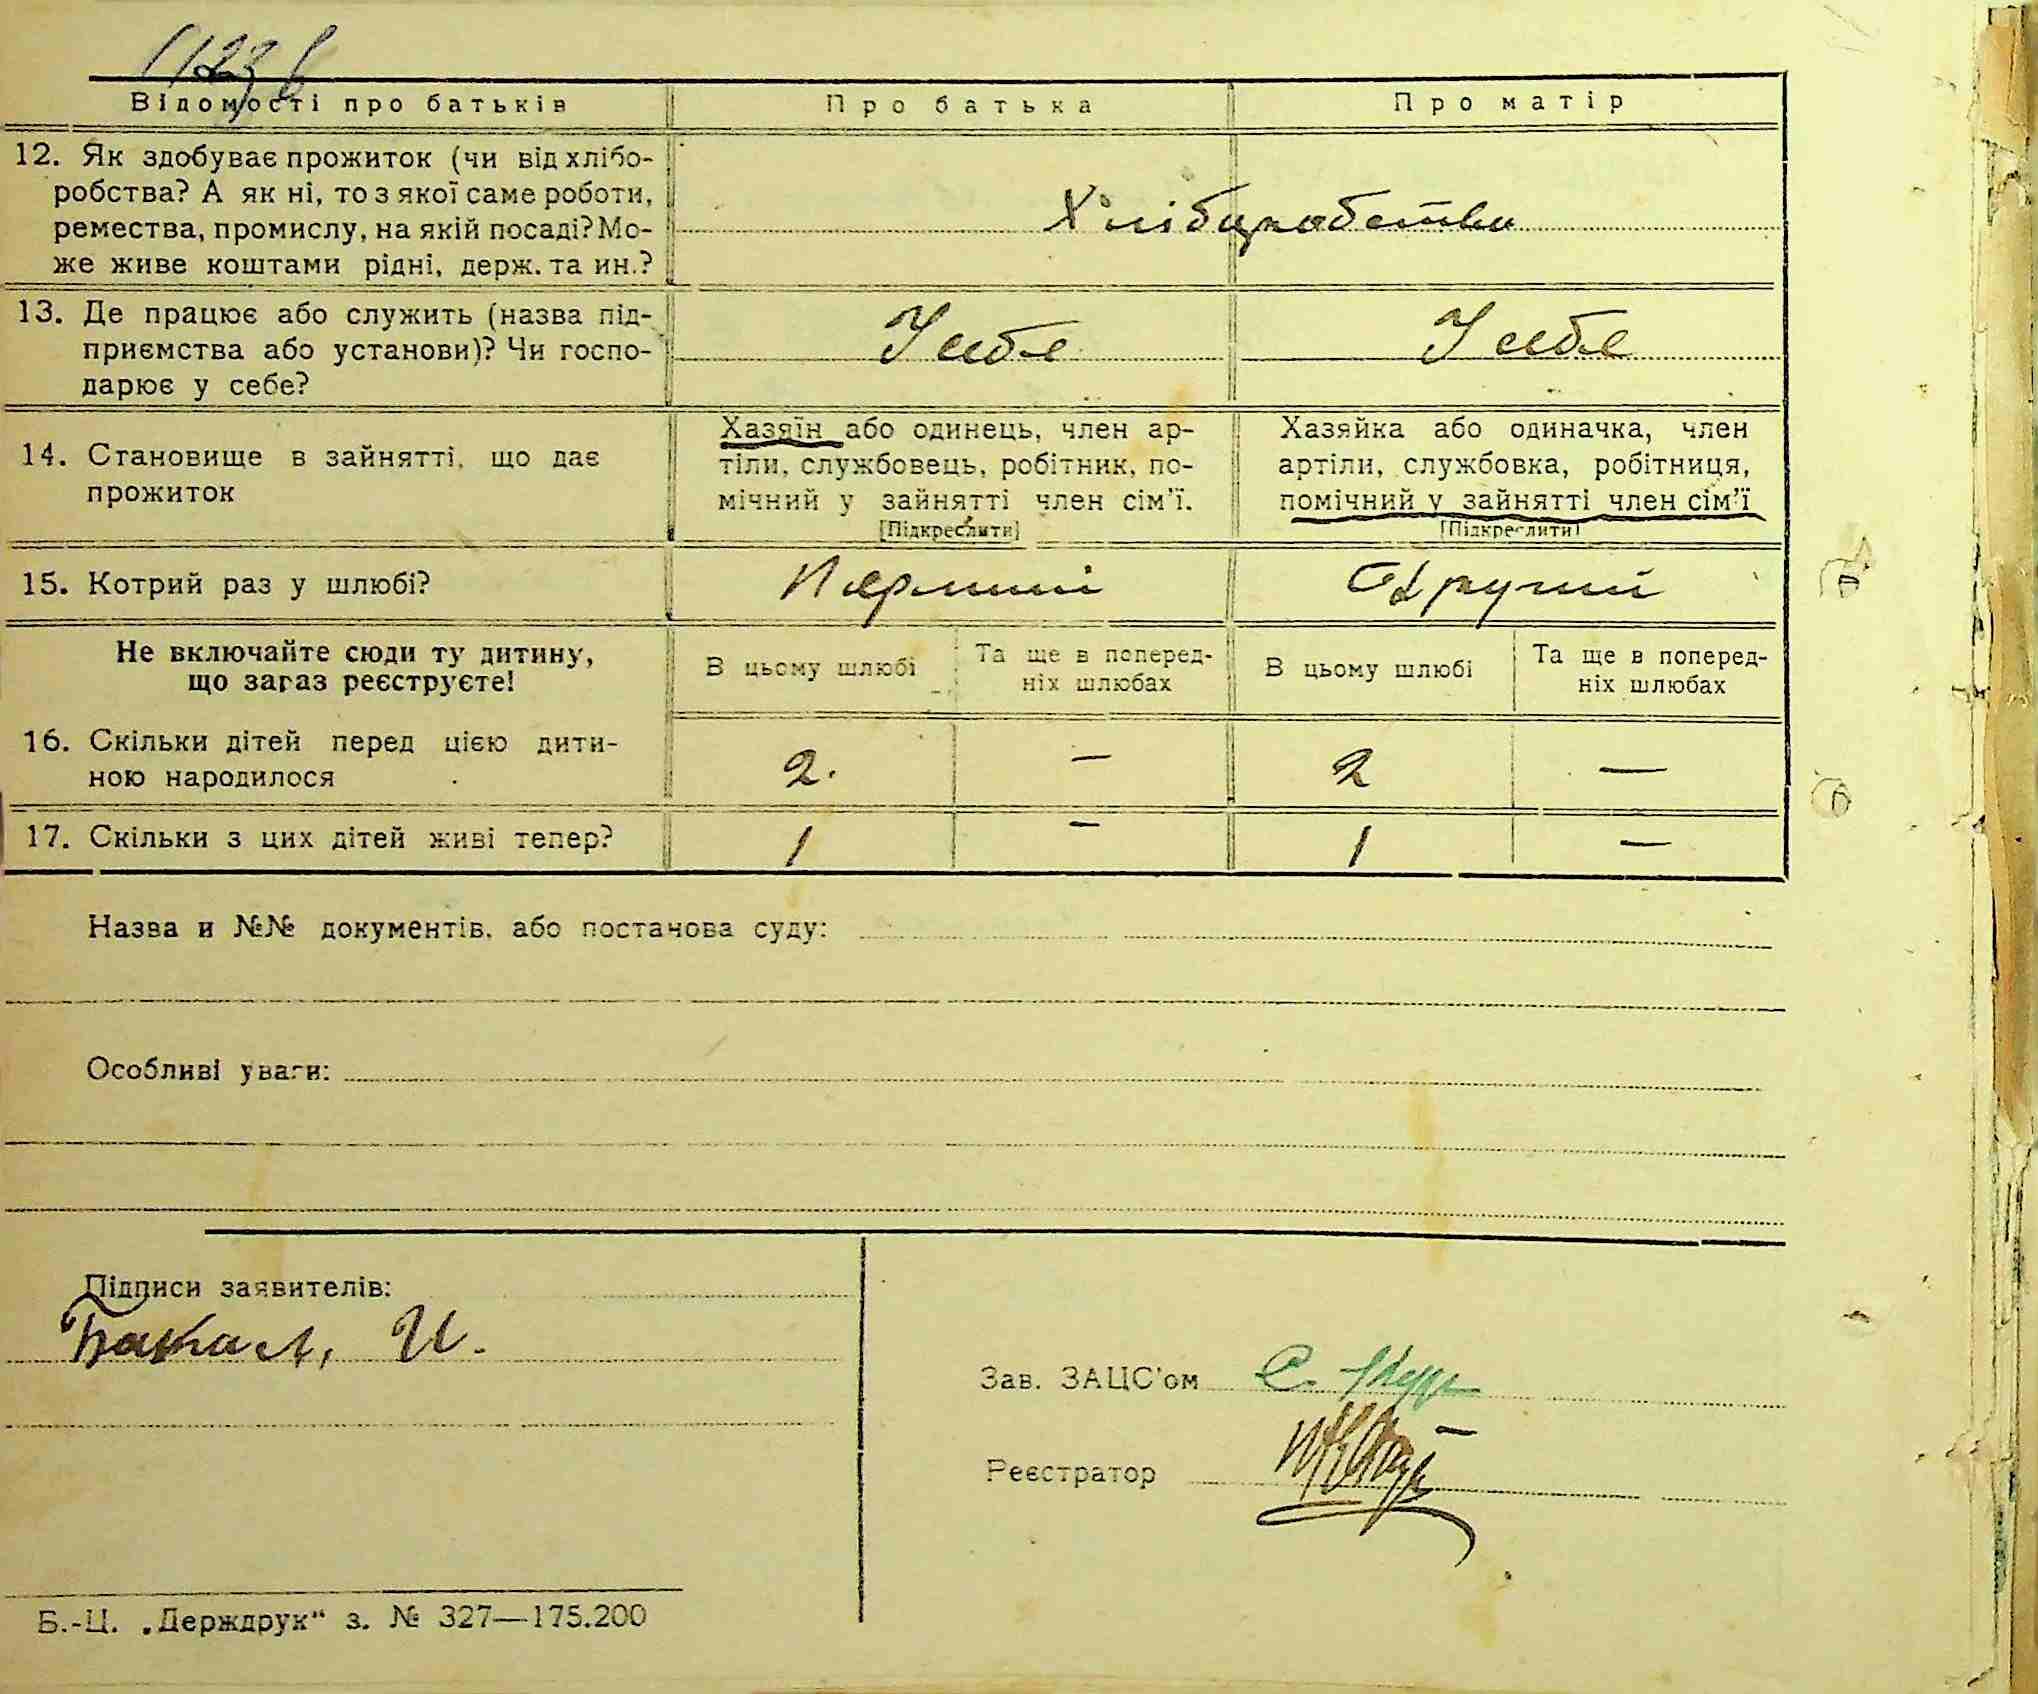 1123
Відомості про батьків
Про батька
Про матір
12. Як здобуває прожиток (чи від хлібо-
робства? А як ні, то з якої саме роботи,
ремества, промислу, на якій посаді? Мо-
же живе коштами рідні, держ. та ин.?
Хліборобство
13. Де працює або служить (назва під-
приємства або установи)? Чи госпо-
дарює у себе?
У себе
У себе
14. Становище в зайнятті, що дає
прожиток
Хазяїн або одинець, член ар-
тіли, службовець, робітник, по-
мічний у зайнятті член сім'ї.
[Підкреслити]
Хазяйка або одиначка, член
артіли, службовка, робітниця,
помічний у зайнятті член сім'ї
[Підкреслити]
15. Котрий раз у шлюбі?
Перший
Другий
Не включайте сюди ту дитину,
що зараз реєструєте!
В цьому шлюбі
Та ще в поперед-
ніх шлюбах
В цьому шлюбі
Та ще в поперед-
ніх шлюбах
16. Скільки дітей перед цією дити-
ною народилося
2. — 2 —
17. Скільки з цих дітей живі тепер?
1 — 1 —
Назва и №№ документів, або постанова суду:
Особливі уваги:
Підписи заявителів:
И.
Зав. ЗАЦС'ом
Реєстратор
Б.-Ц. „Держдрук“ з. № 327—175.200